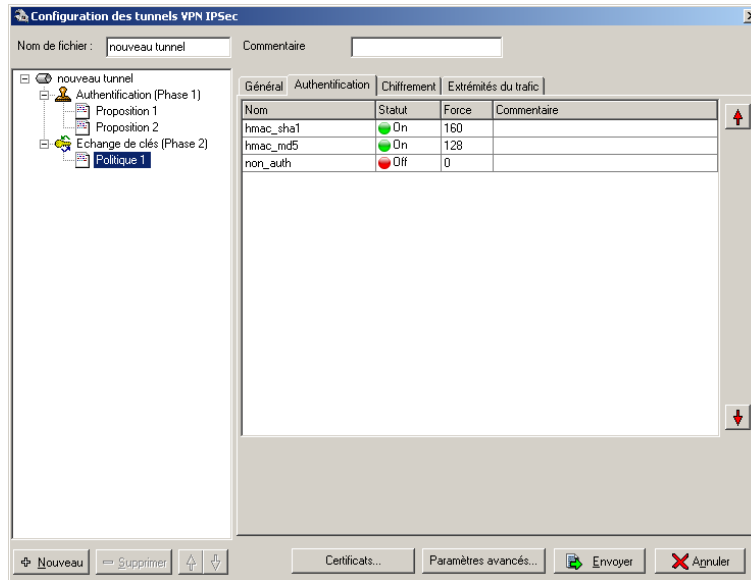 Configuration des tunnels VPN IPSec
Nom de fichier : nouveau tunnel Commentaire
nouveau tunnel
Authentification (Phase 1)
Proposition 1
Proposition 2
Echange de clés (Phase 2)
Politique 1
Général Authentification Chiffrement Extrémités du trafic
Nom Statut Force Commentaire
hmac_sha1 On 160
hmac_md5 On 128
non_auth Off 0
Nouveau Supprimer Certificats... Paramètres avancés... Envoyer Annuler